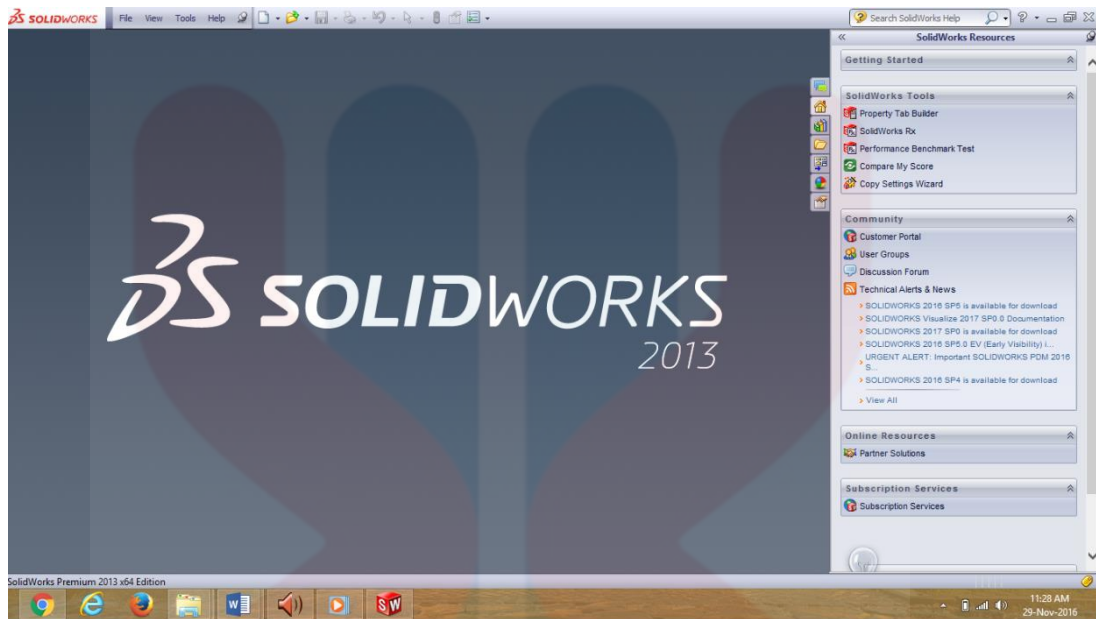 SOLIDWORKS File View Tools Help Search SolidWorks Help
SolidWorks Resources
Getting Started
SolidWorks Tools
Property Tab Builder
SolidWorks Rx
Performance Benchmark Test
Compare My Score
Copy Settings Wizard
Community
Customer Portal
User Groups
Discussion Forum
Technical Alerts & News
SOLIDWORKS 2016 SP5 is available for download
SOLIDWORKS Visualize 2017 SP0.0 Documentation
SOLIDWORKS 2017 SP0 is available for download
SOLIDWORKS 2016 SP5.0 EV (Early Visibility) i...
URGENT ALERT: Important SOLIDWORKS PDM 2016
S...
SOLIDWORKS 2016 SP4 is available for download
View All
Online Resources
Partner Solutions
Subscription Services
Subscription Services
SOLIDWORKS
2013
SolidWorks Premium 2013 x64 Edition
11:28 AM
29-Nov-2016